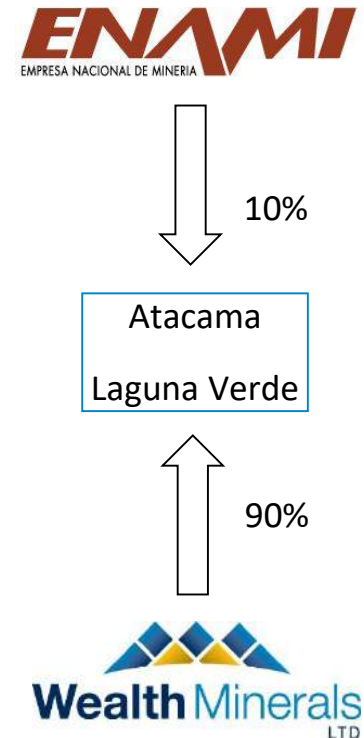 ENAMI
EMPRESA NACIONAL DE MINERIA
10%
Atacama
Laguna Verde
90%
Wealth Minerals
LTD